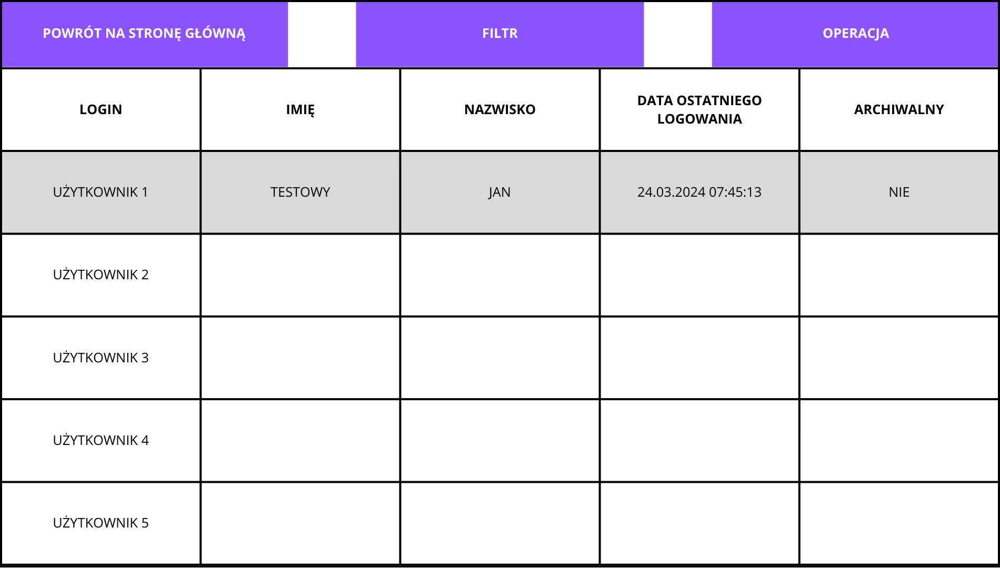 POWRÓT NA STRONĘ GŁÓWNĄ
FILTR
OPERACJA
LOGIN
IMIĘ
NAZWISKO
DATA OSTATNIEGO
LOGOWANIA
ARCHIWALNY
UŻYTKOWNIK 1
TESTOWY
JAN
24.03.2024 07:45:13
NIE
UŻYTKOWNIK 2
UŻYTKOWNIK 3
UŻYTKOWNIK 4
UŻYTKOWNIK 5